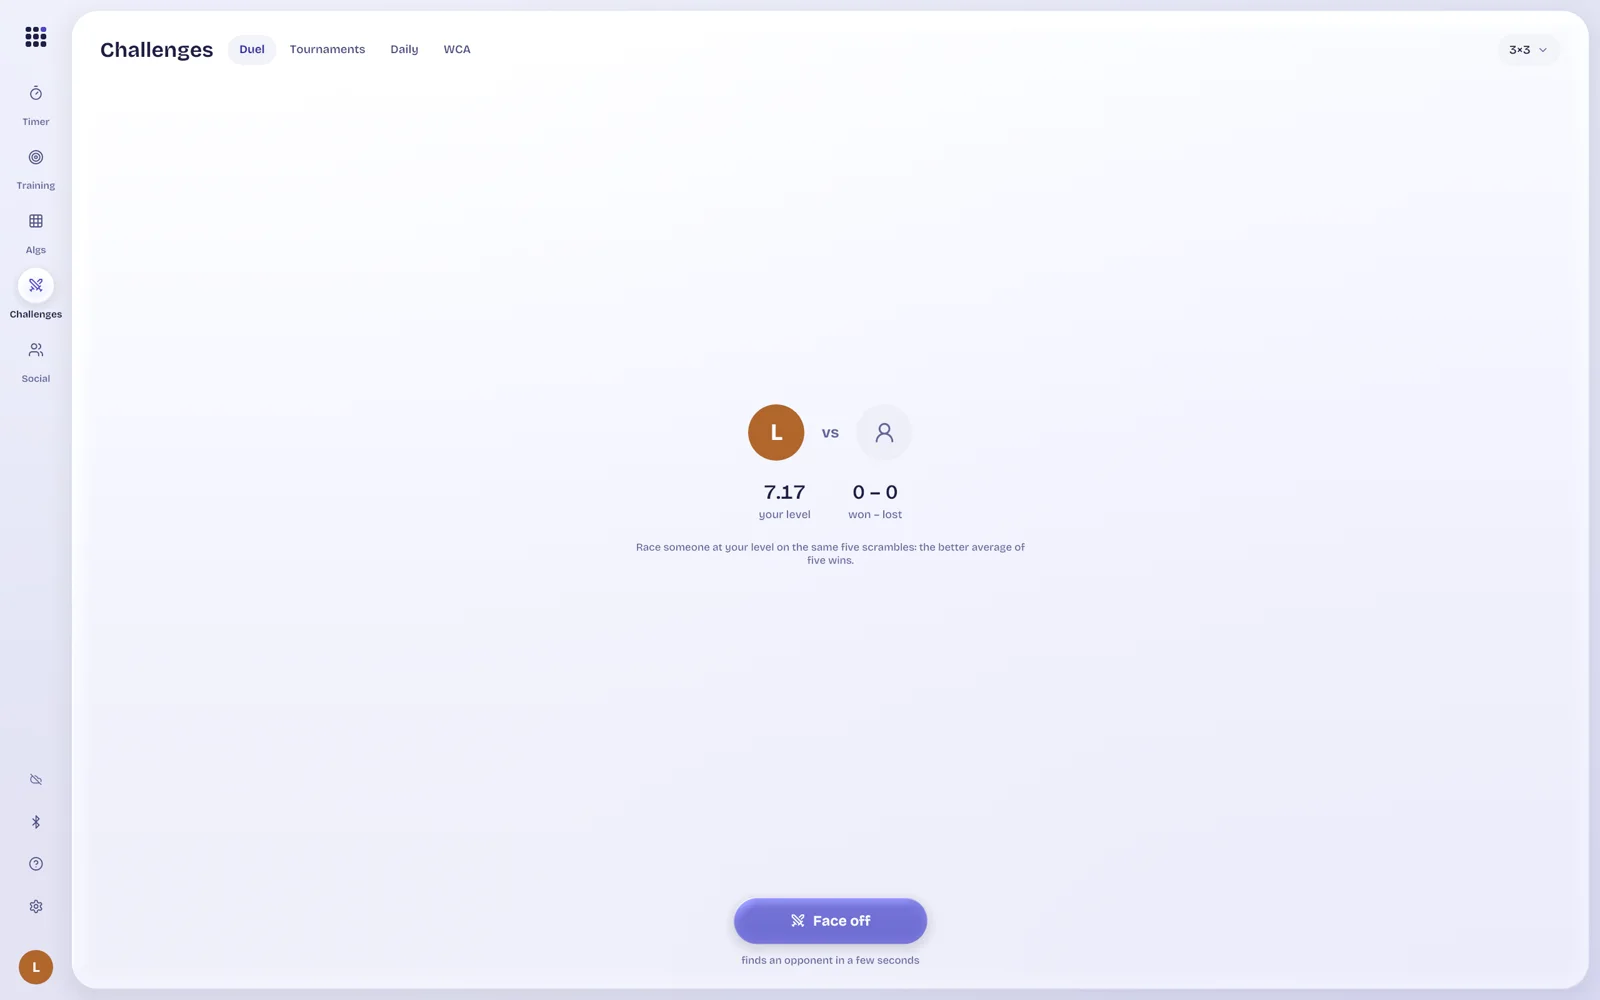 Challenges
Duel
Tournaments
Daily
WCA
3×3
Timer
Training
Algs
Challenges
Social
L
vs
7.17
your level
0 – 0
won – lost
Race someone at your level on the same five scrambles: the better average of
five wins.
Face off
finds an opponent in a few seconds
L